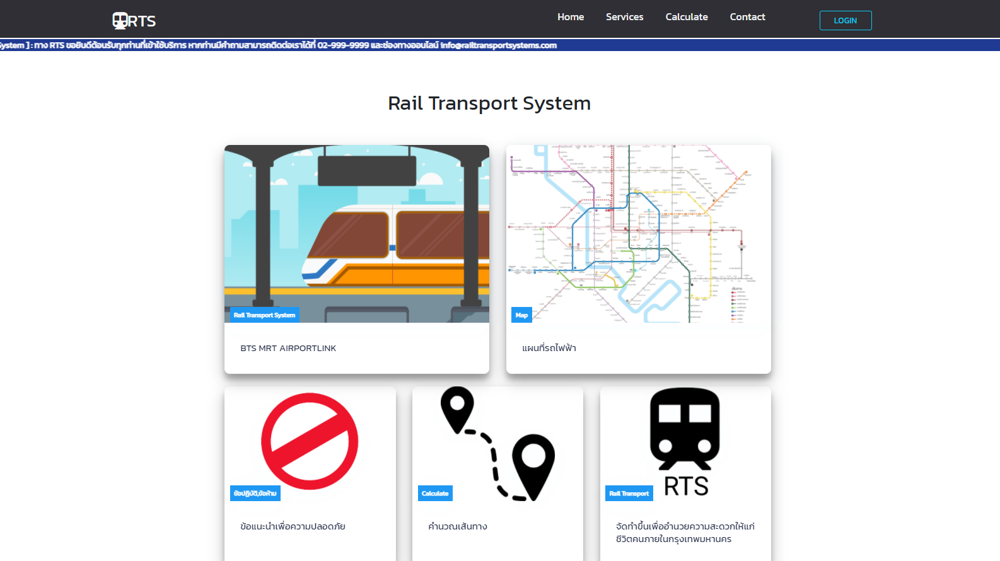 RTS
Home Services Calculate Contact
LOGIN
System ] : ทาง RTS ขอยินดีต้อนรับทุกท่านที่เข้าใช้บริการ หากท่านมีคำถามสามารถติดต่อเราได้ที่ 02-999-9999 และช่องทางออนไลน์ info@railtransportsystems.com
Rail Transport System
Rail Transport System
Map
BTS MRT AIRPORTLINK
แผนที่รถไฟฟ้า
RTS
ข้อปฏิบัติ,ข้อห้าม
Calculate
Rail Transport
ข้อแนะนำเพื่อความปลอดภัย
คำนวณเส้นทาง
จัดทำขึ้นเพื่ออำนวยความสะดวกให้แก่
ชีวิตคนภายในกรุงเทพมหานคร